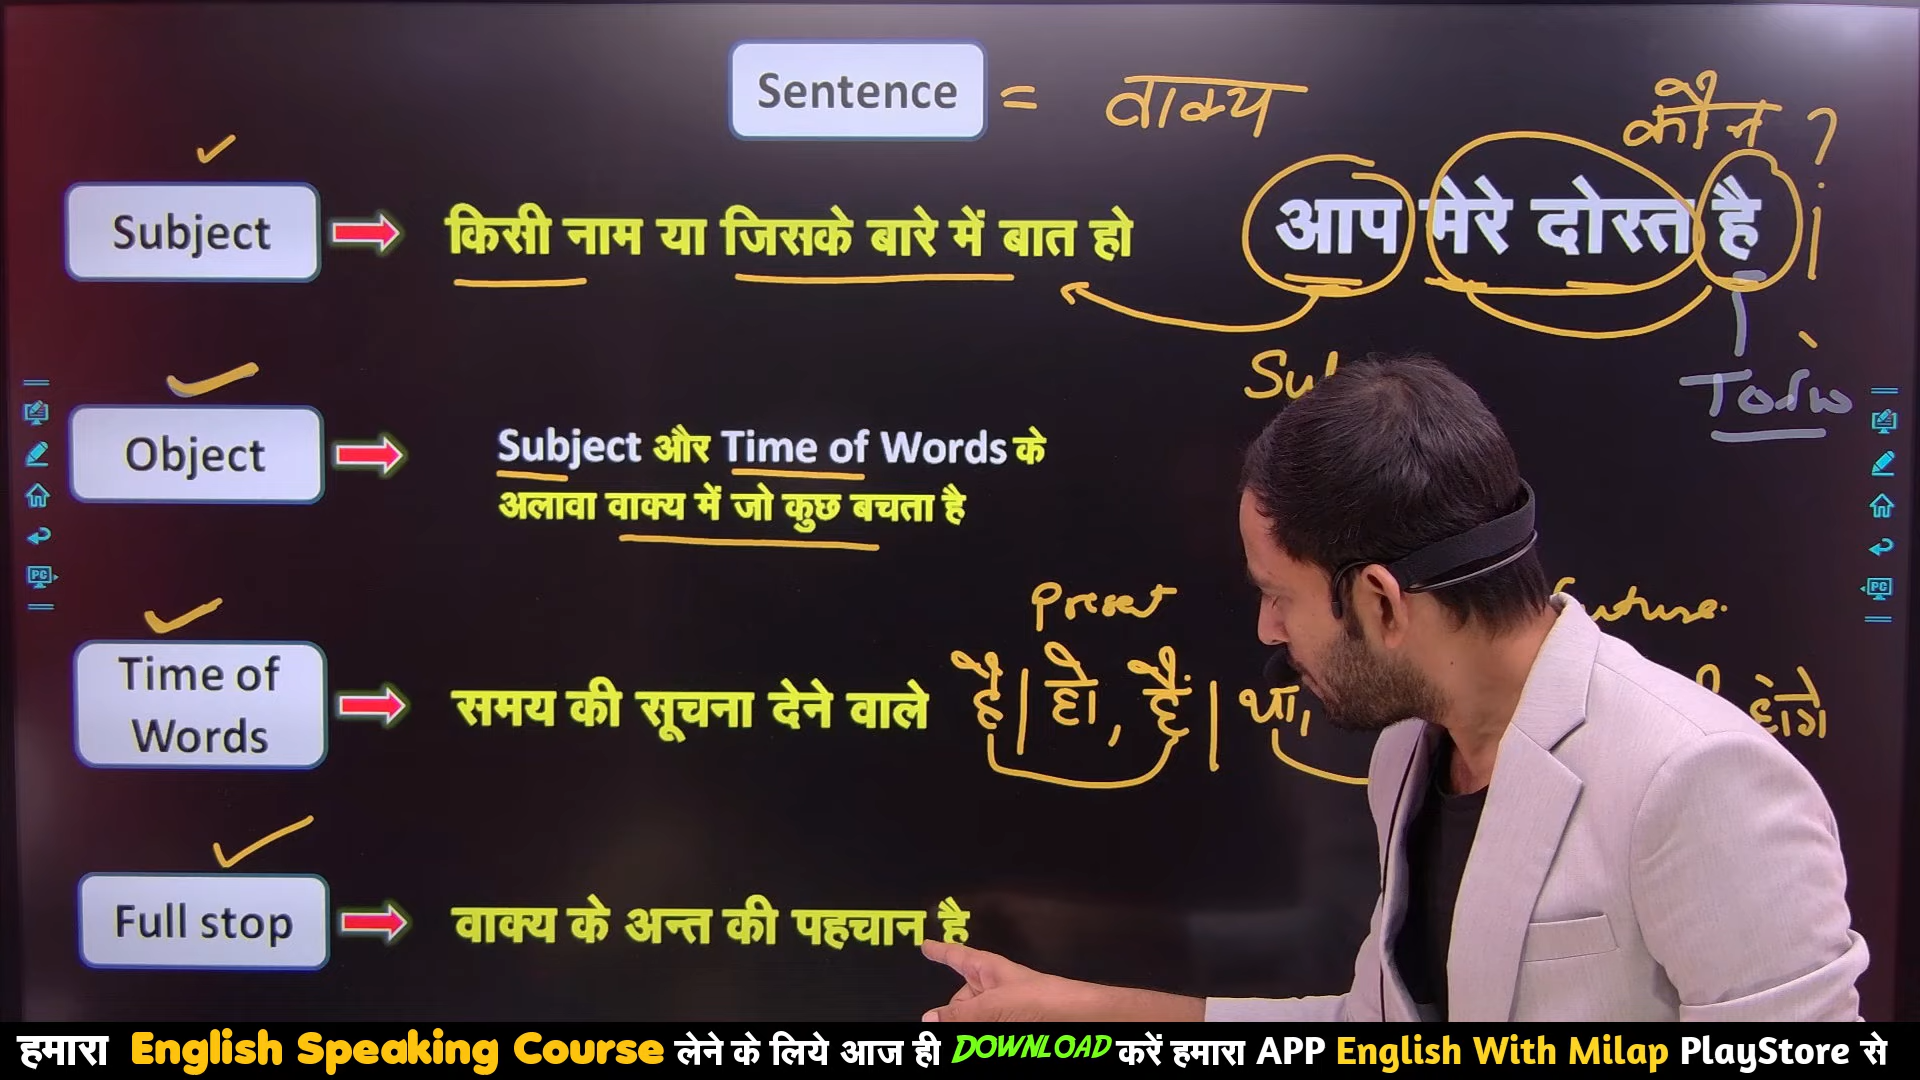 Sentence = वाक्य
कौन ?
Subject किसी नाम या जिसके बारे में बात हो
आप मेरे दोस्त है |
Object Subject और Time of Words के
अलावा वाक्य में जो कुछ बचता है
Present
Time of
Words
समय की सूचना देने वाले है | हो, हैं | था,
Full stop वाक्य के अन्त की पहचान है
हमारा English Speaking Course लेने के लिये आज ही DOWNLOAD करें हमारा APP English With Milap PlayStore से